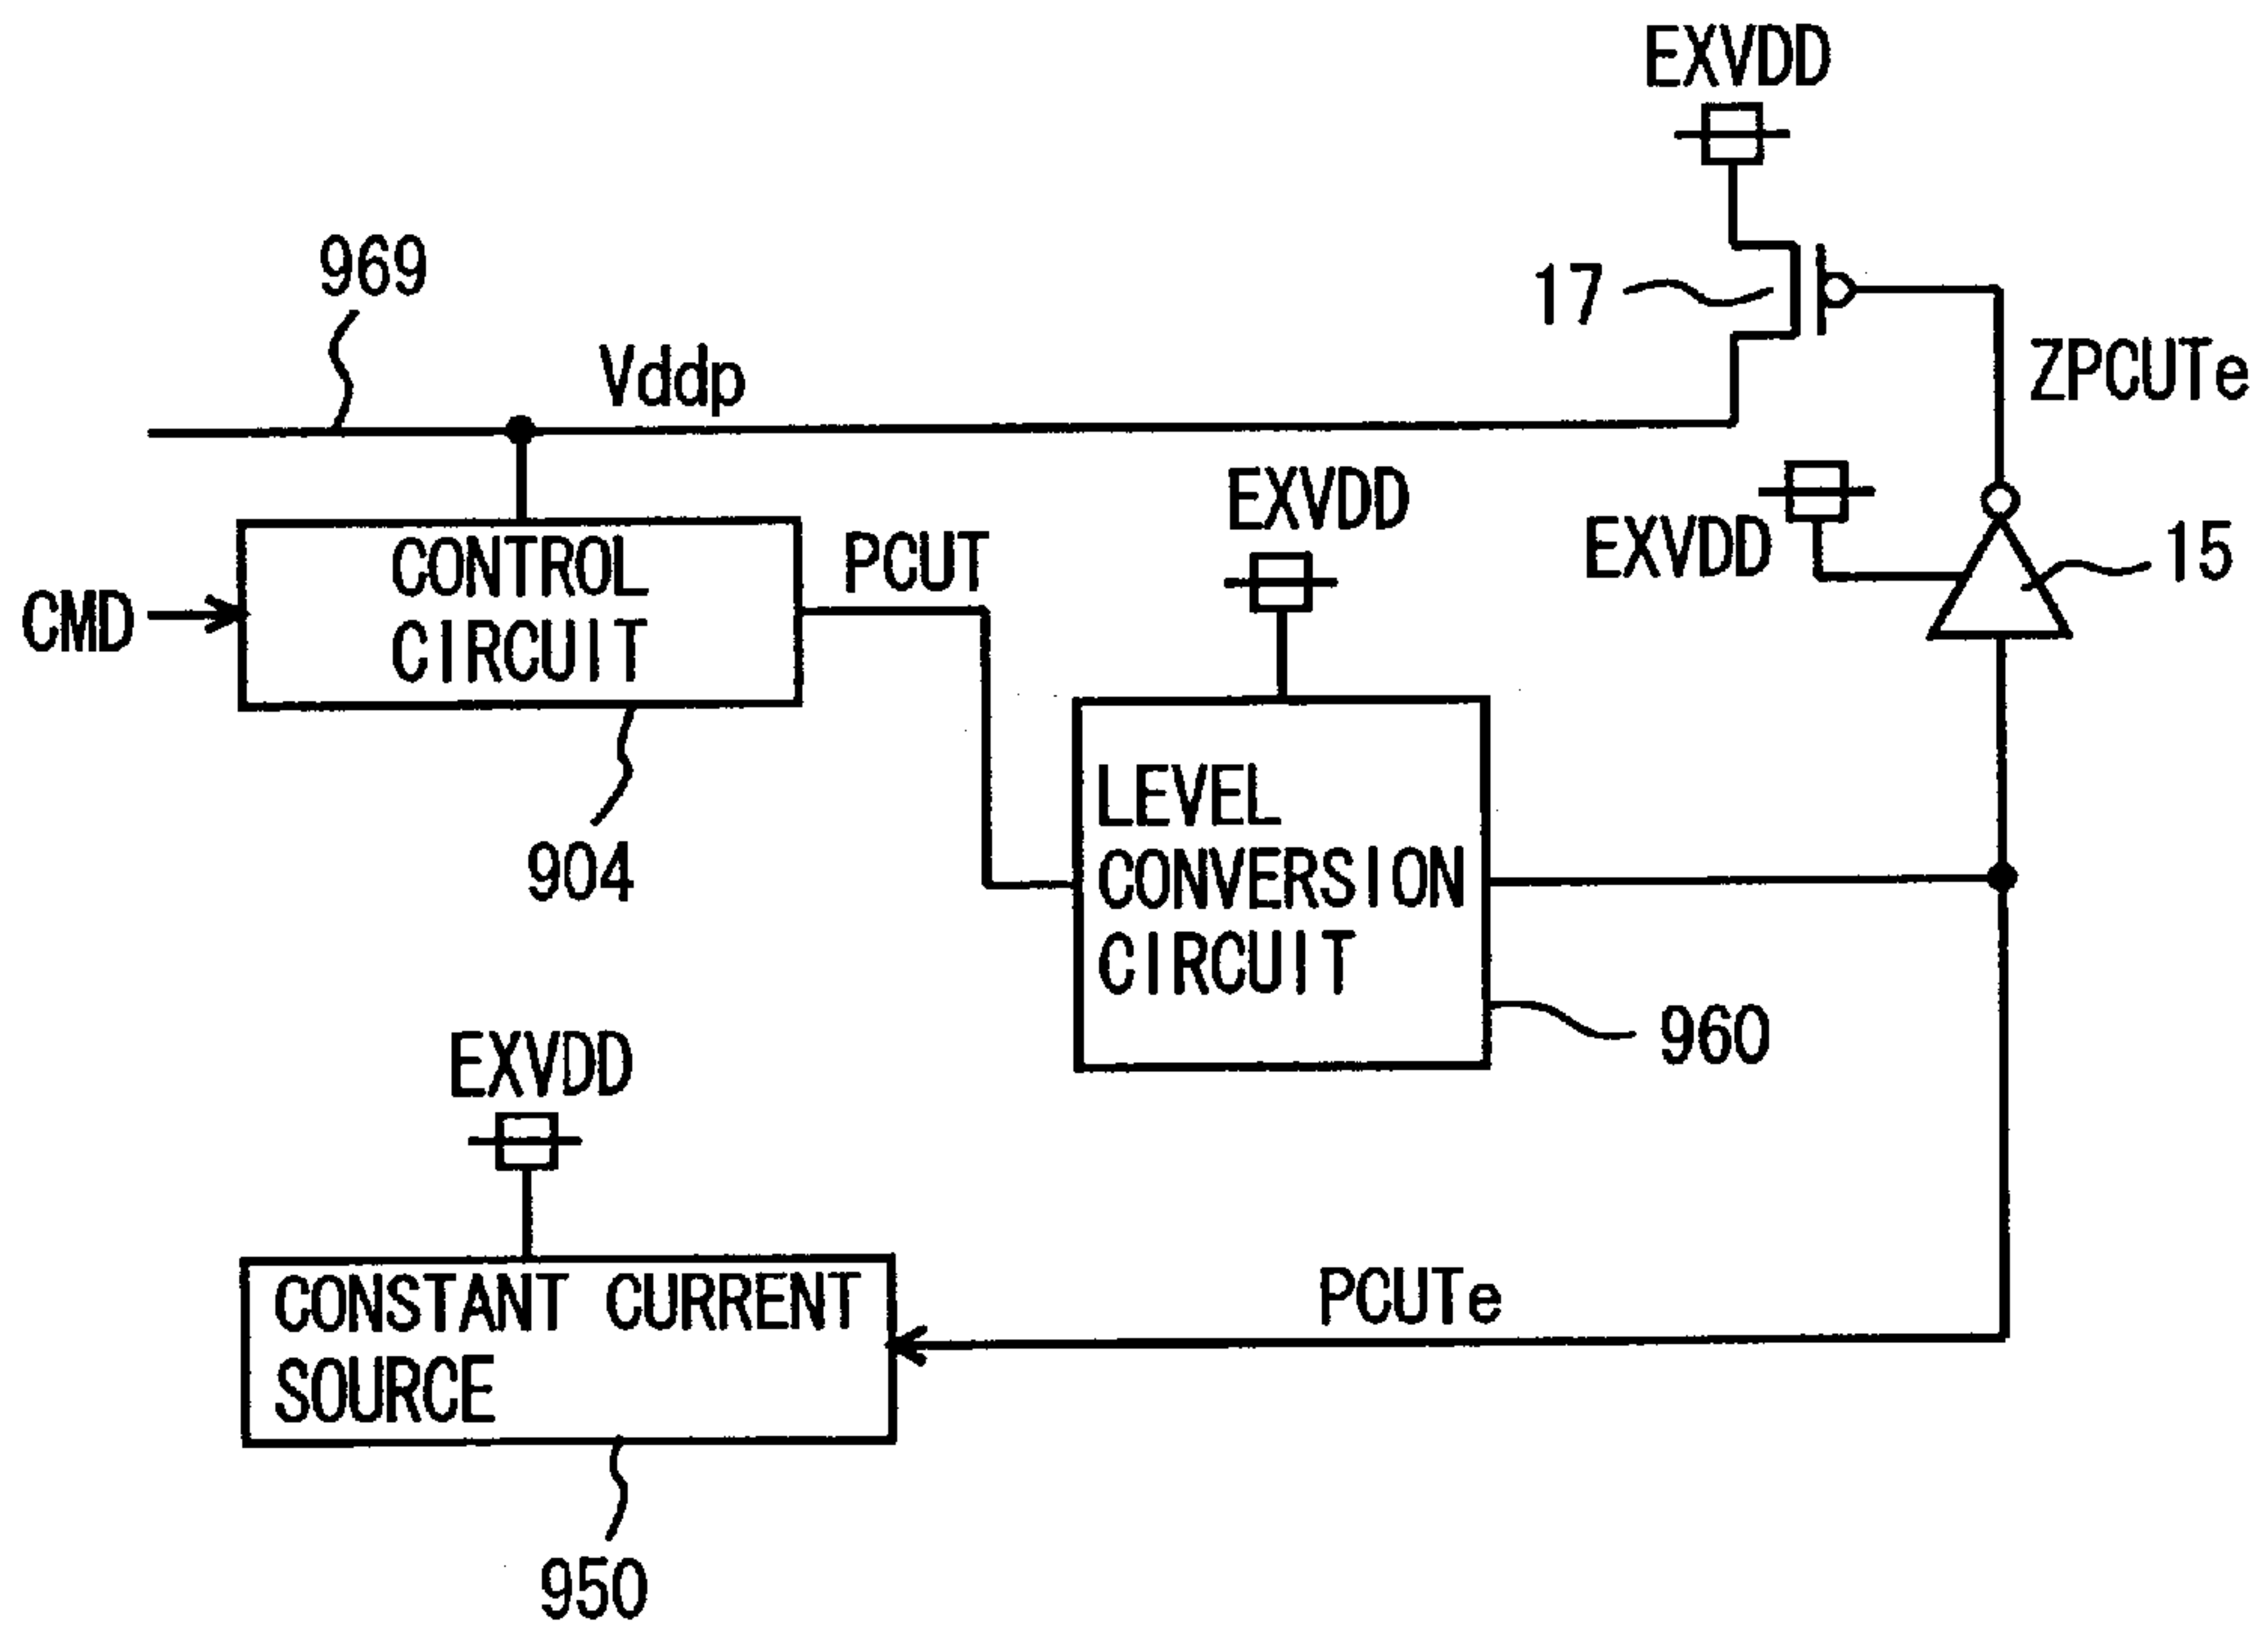 EXVDD
969
17
Vddp
ZPCUTe
EXVDD
EXVDD
15
CMD
CONTROL
CIRCUIT
PCUT
904
LEVEL
CONVERSION
CIRCUIT
960
EXVDD
CONSTANT CURRENT
SOURCE
PCUTe
950